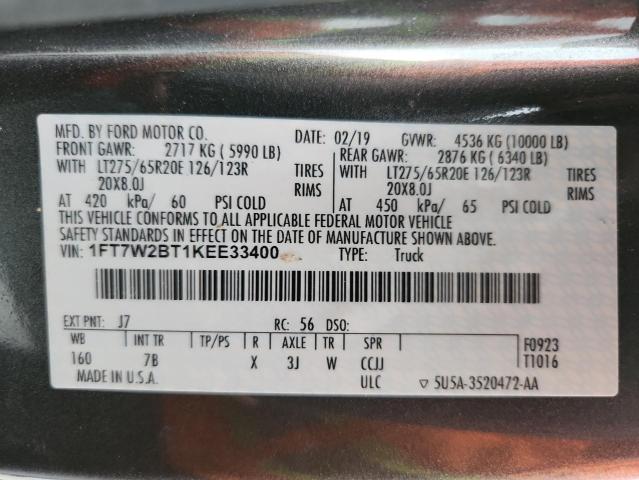 MFD. BY FORD MOTOR CO.
DATE: 02/19 GVWR: 4536 KG (10000 LB)
FRONT GAWR: 2717 KG ( 5990 LB)
REAR GAWR: 2876 KG ( 6340 LB)
WITH LT275/65R20E 126/123R TIRES
WITH LT275/65R20E 126/123R TIRES
20X8.0J RIMS
20X8.0J RIMS
AT 420 kPa/ 60 PSI COLD
AT 450 kPa/ 65 PSI COLD
THIS VEHICLE CONFORMS TO ALL APPLICABLE FEDERAL MOTOR VEHICLE
SAFETY STANDARDS IN EFFECT ON THE DATE OF MANUFACTURE SHOWN ABOVE.
VIN: 1FT7W2BT1KEE33400 TYPE: Truck
EXT PNT: J7 RC: 56 DSO:
WB INT TR TP/PS R AXLE TR SPR
160 7B X 3J W CCJJ
F0923
T1016
MADE IN U.S.A. ULC ▽ 5U5A-3520472-AA